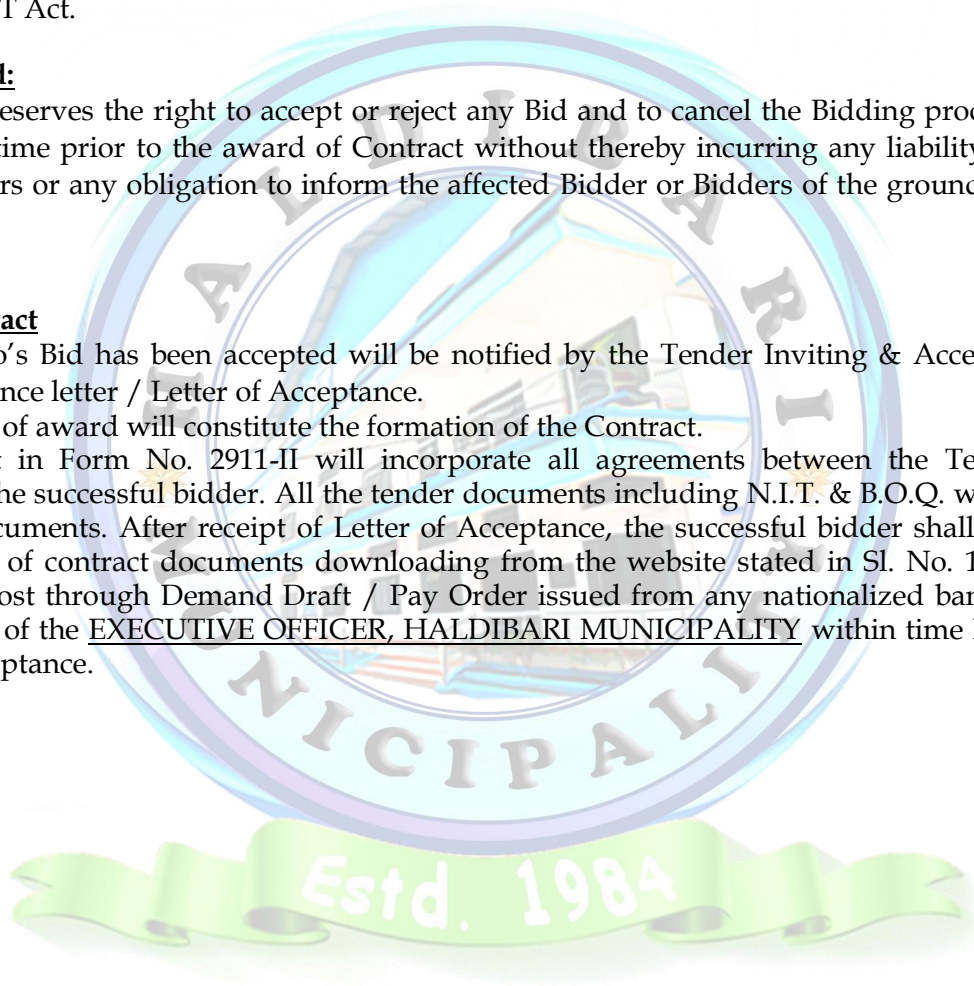 T Act.
d:
eserves the right to accept or reject any Bid and to cancel the Bidding proc
time prior to the award of Contract without thereby incurring any liability
rs or any obligation to inform the affected Bidder or Bidders of the ground
act
o's Bid has been accepted will be notified by the Tender Inviting & Acce
nce letter / Letter of Acceptance.
of award will constitute the formation of the Contract.
t in Form No. 2911-II will incorporate all agreements between the Te
he successful bidder. All the tender documents including N.I.T. & B.O.Q. w
cuments. After receipt of Letter of Acceptance, the successful bidder shall
of contract documents downloading from the website stated in Sl. No. 1
ost through Demand Draft / Pay Order issued from any nationalized bar
of the EXECUTIVE OFFICER, HALDIBARI MUNICIPALITY within time
ptance.
HALDIBARI
MUNICIPALITY
Estd. 1984